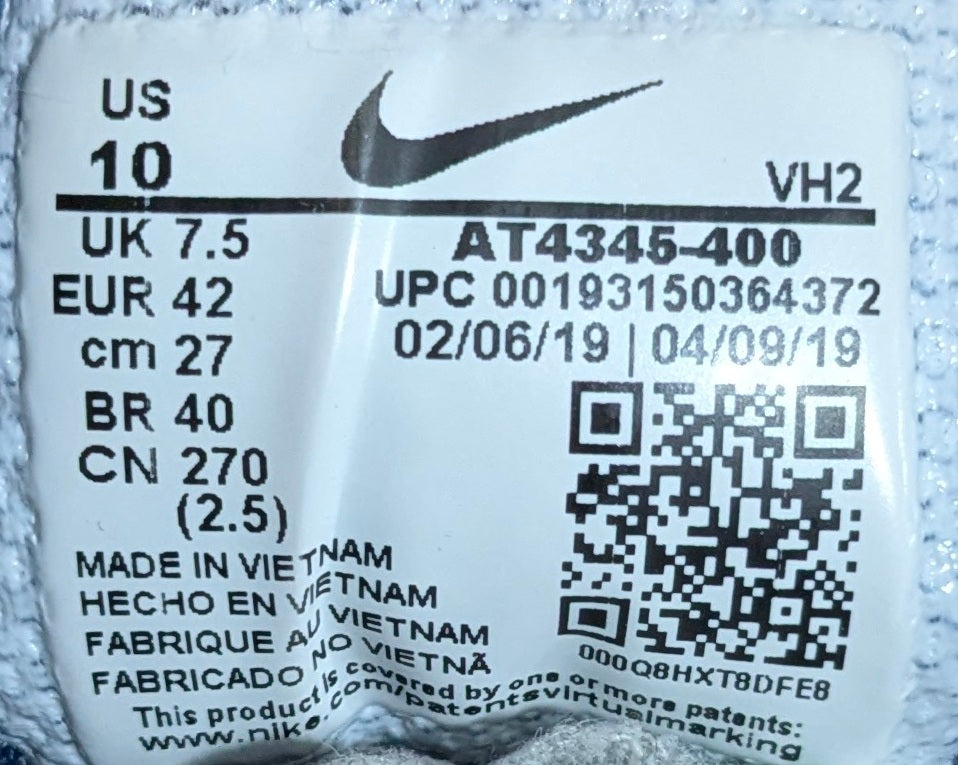 US
10
VH2
UK 7.5
EUR 42
cm 27
BR 40
CN 270
(2.5)
AT4345-400
UPC 00193150364372
02/06/19 | 04/09/19
000Q8HXT8DFE8
MADE IN VIETNAM
HECHO EN VIETNAM
FABRIQUE AU VIETNAM
FABRICADO NO VIETNÃ
This product is covered by one or more patents:
www.nike.com/patentsvirtualmarking